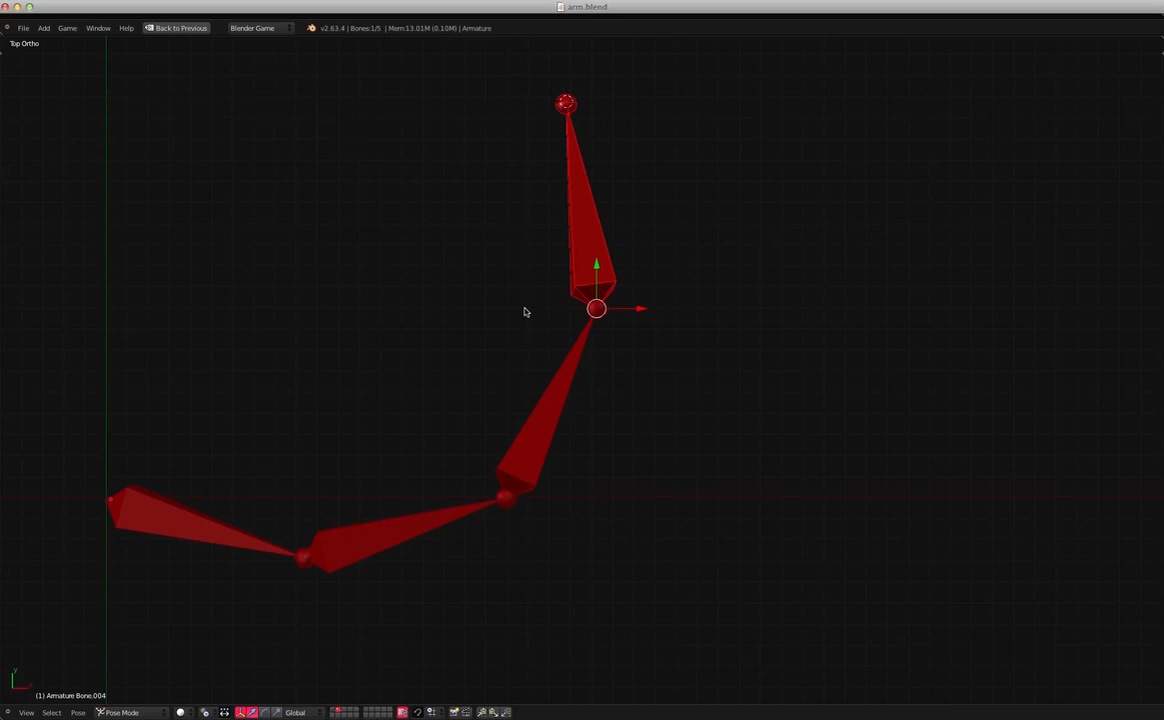 arm.blend
File Add Game Window Help Back to Previous Blender Game v2.63.4 | Bones:1/5 | Mem:13.01M (0.10M) | Armature
Top Ortho
y
x
(1) Armature Bone.004
View Select Pose Pose Mode Global